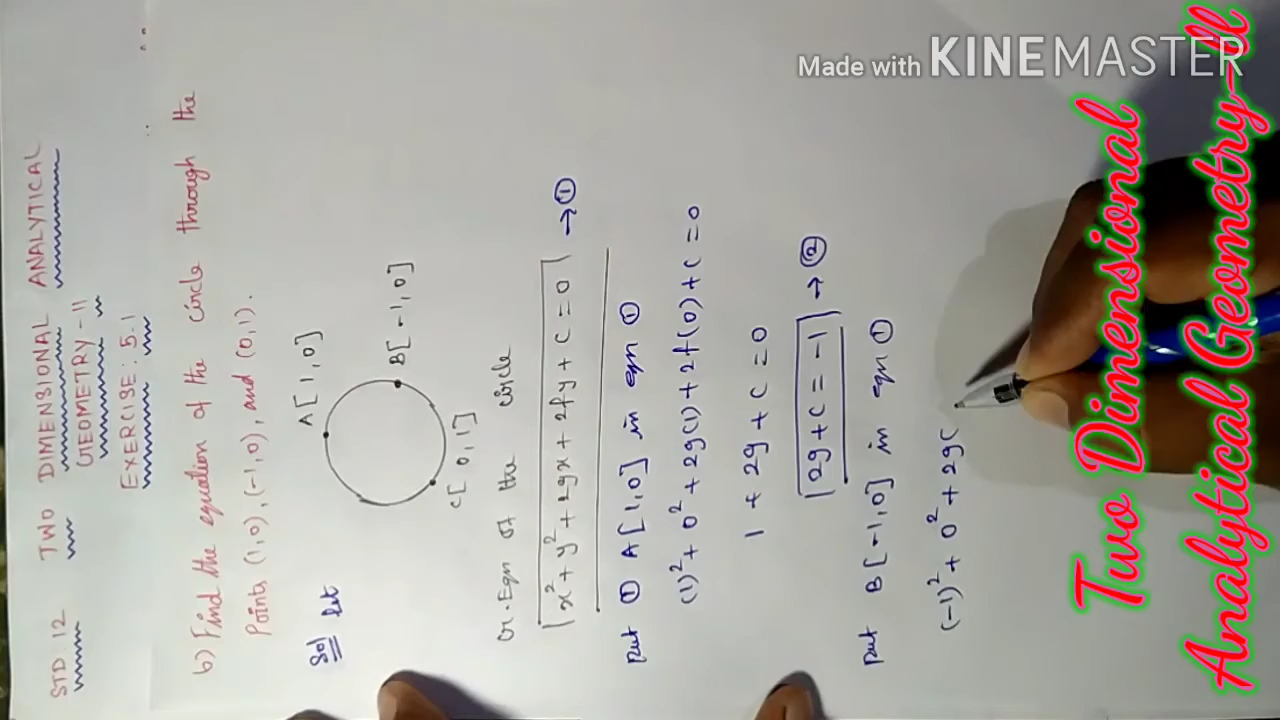 STD: 12 TWO DIMENSIONAL ANALYTICAL
GEOMETRY - II
EXERCISE: 5.1
6) Find the equation of the circle through the
Points (1,0), (-1,0), and (0,1).
Sol Let
A[1,0]
B[-1,0]
C[0,1]
Gr. Eqn of the circle
x² + y² + 2gx + 2fy + c = 0 → ①
Put ① A[1,0] in eqn ①
(1)² + 0² + 2g(1) + 2f(0) + c = 0
1 + 2g + c = 0
2g + c = -1 → ②
Put B[-1,0] in eqn ①
(-1)² + 0² + 2g(
Made with KINEMASTER
Two Dimensional
Analytical Geometry-II